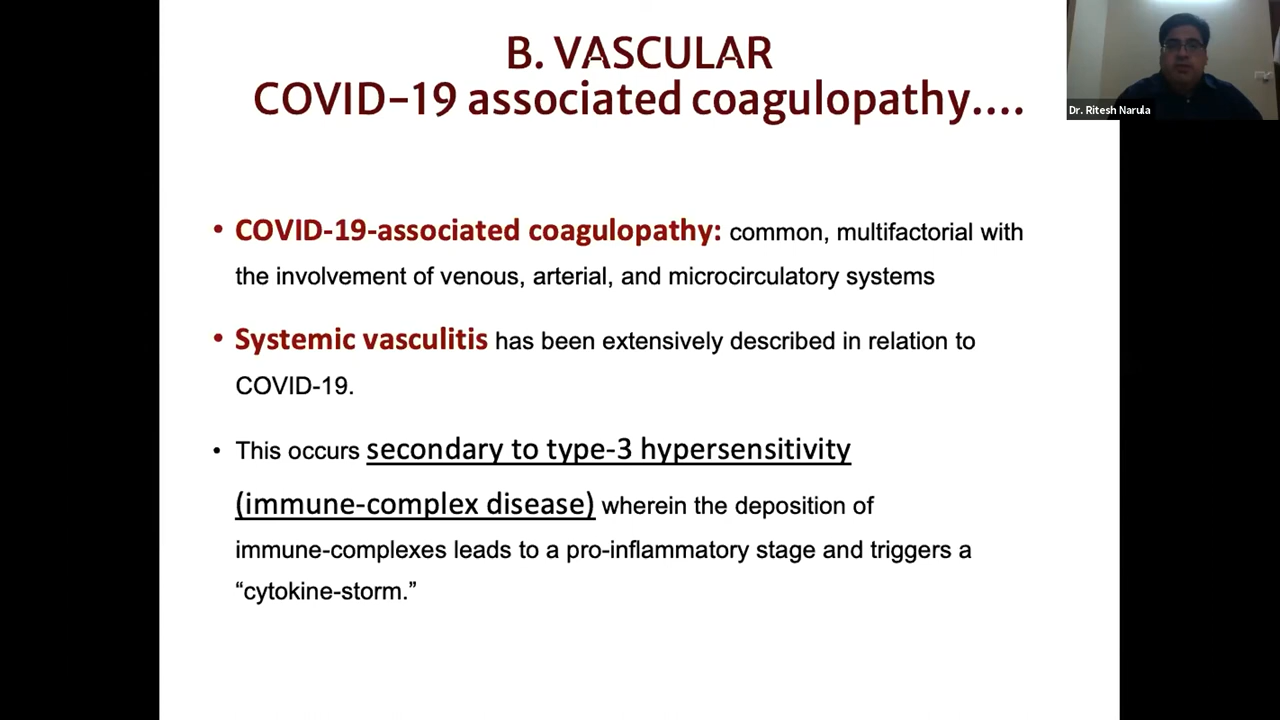 B. VASCULAR
COVID-19 associated coagulopathy....
Dr. Ritesh Narula
• COVID-19-associated coagulopathy: common, multifactorial with
the involvement of venous, arterial, and microcirculatory systems
• Systemic vasculitis has been extensively described in relation to
COVID-19.
• This occurs secondary to type-3 hypersensitivity
(immune-complex disease) wherein the deposition of
immune-complexes leads to a pro-inflammatory stage and triggers a
“cytokine-storm.”